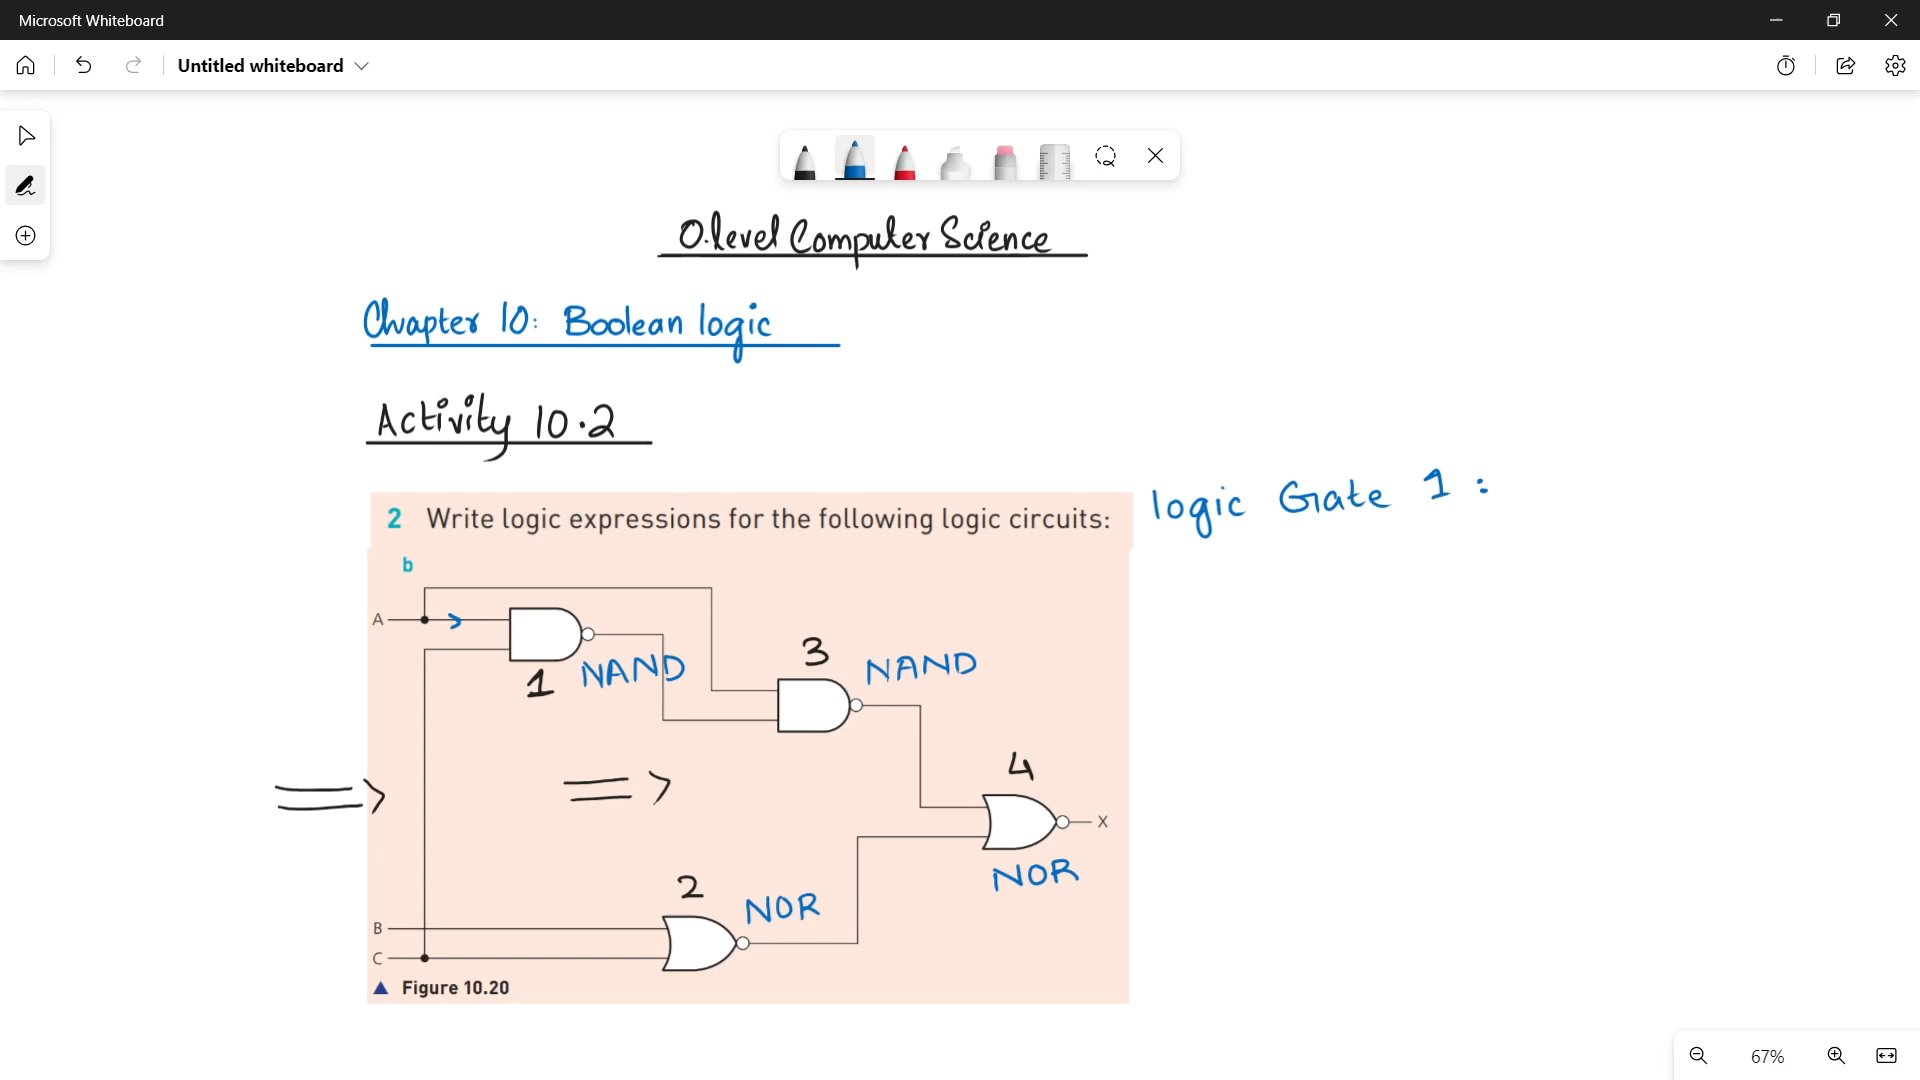 Microsoft Whiteboard
Untitled whiteboard
O.level Computer Science
Chapter 10: Boolean logic
Activity 10.2
2 Write logic expressions for the following logic circuits:
logic Gate 1 :
b
A
3
NAND
1 NAND
4
=>
=>
X
NOR
2
NOR
B
C
▲ Figure 10.20
67%